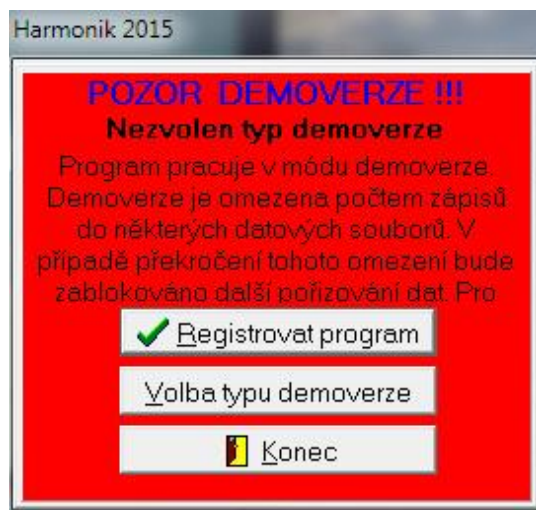 Harmonik 2015
POZOR DEMOVERZE !!!
Nezvolen typ demoverze
Program pracuje v módu demoverze.
Demoverze je omezena počtem zápisů
do některých datových souborů. V
případě překročení tohoto omezení bude
zablokováno další pořizování dat. Pro
Registrovat program
Volba typu demoverze
Konec